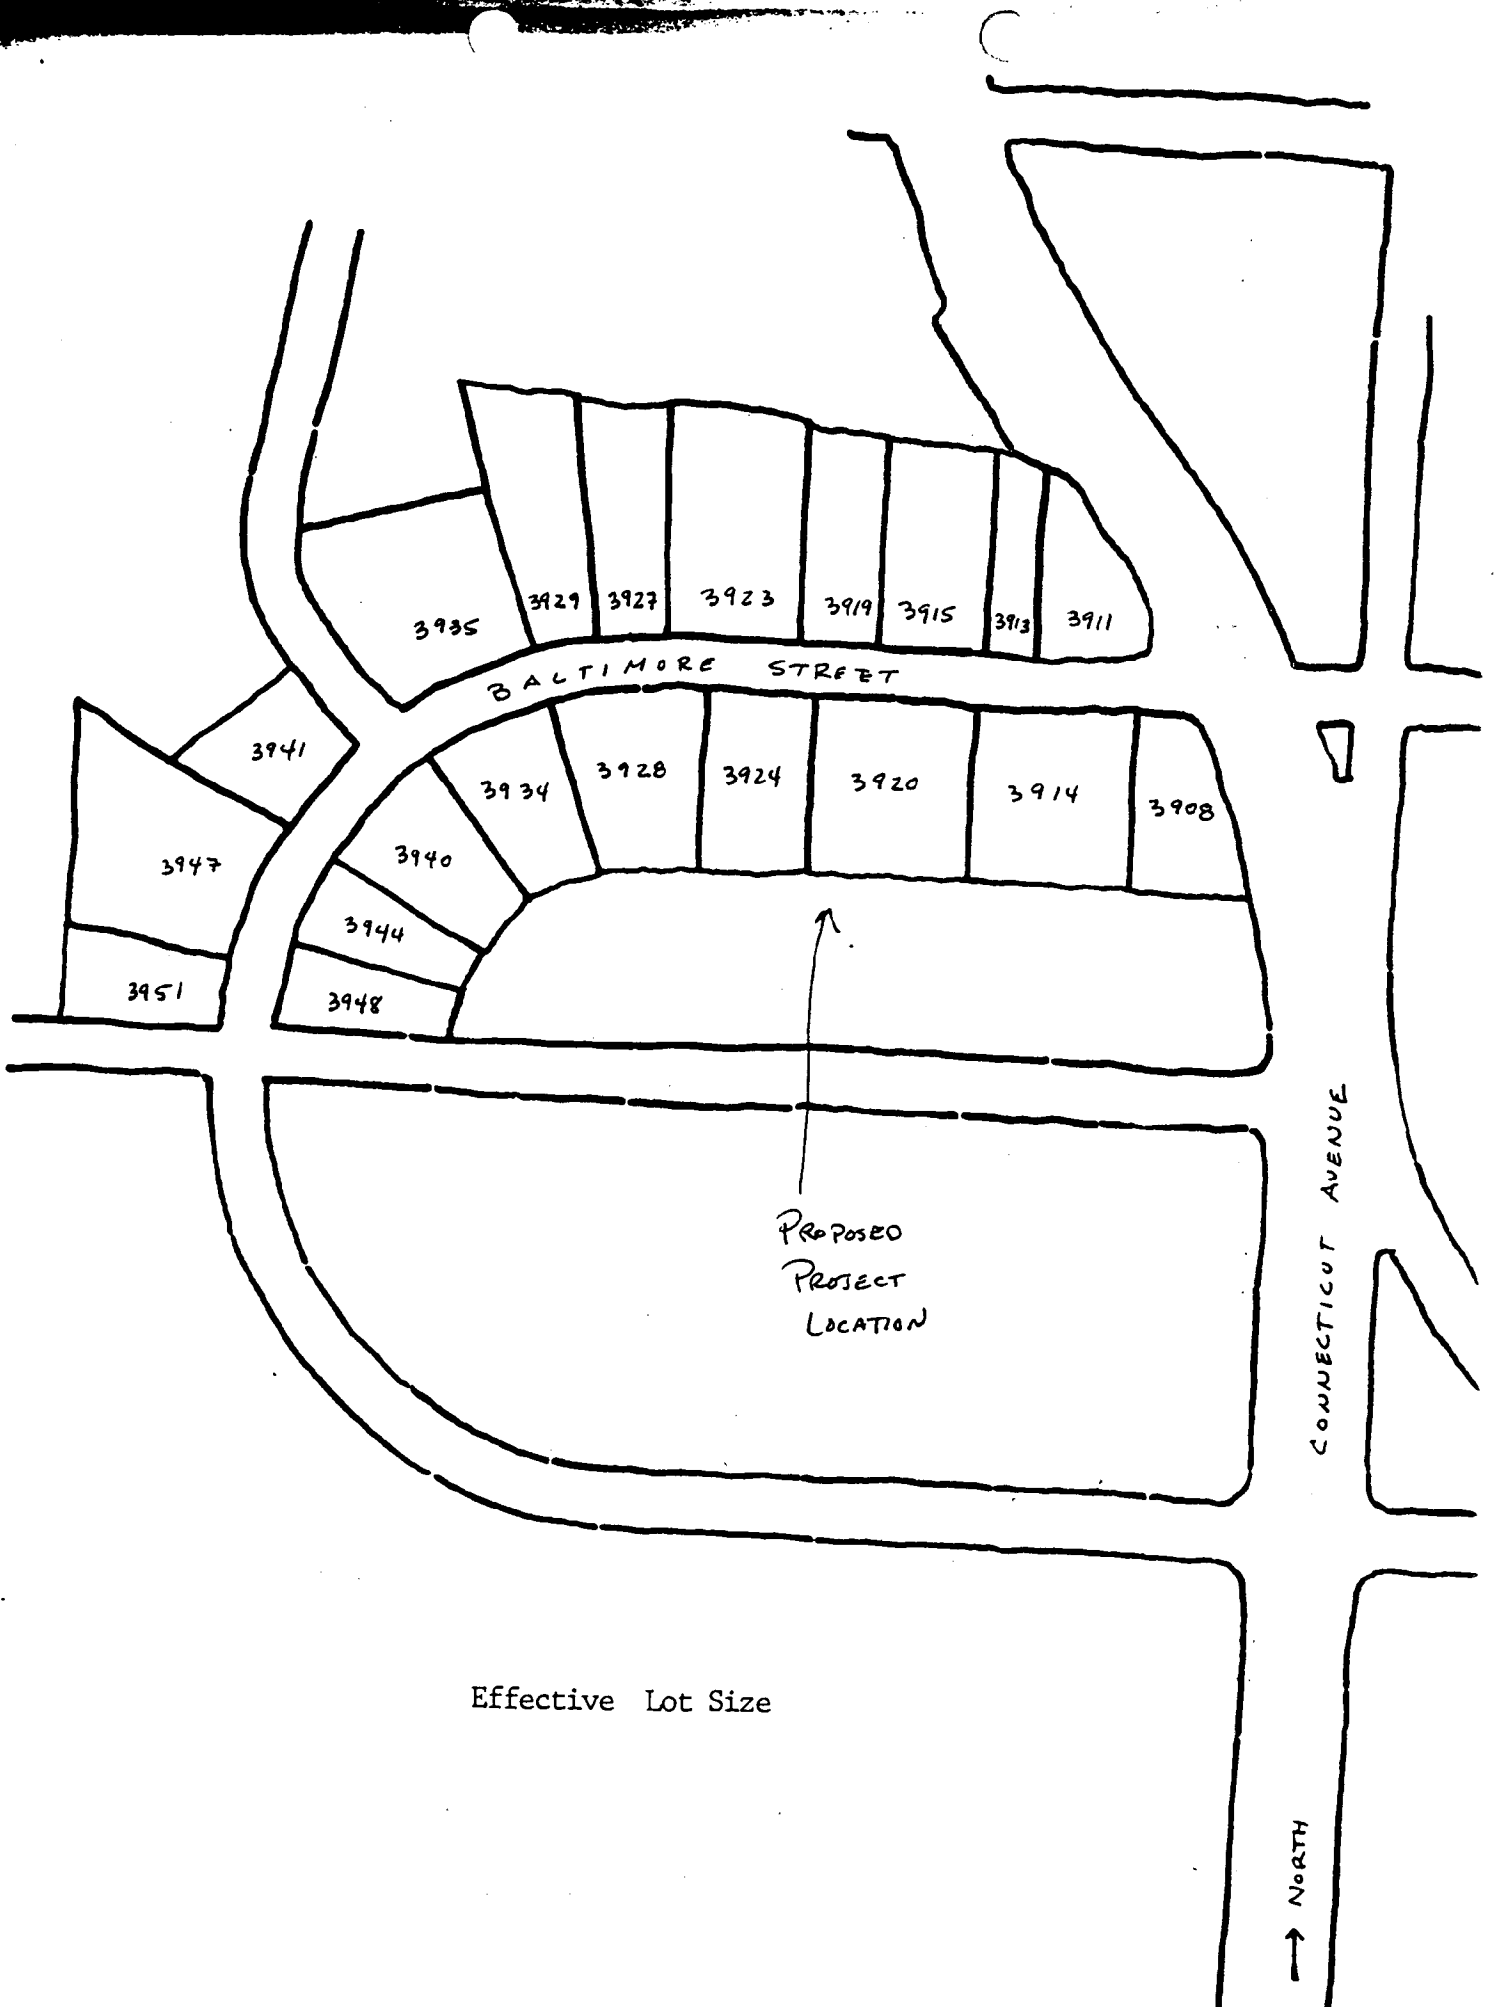 3929
3927
3923
3919
3915
3913
3911
3935
BALTIMORE STREET
3941
3934
3928
3924
3920
3914
3908
3947
3940
3944
3951
3948
PROPOSED
PROJECT
LOCATION
CONNECTICUT AVENUE
Effective Lot Size
→ NORTH